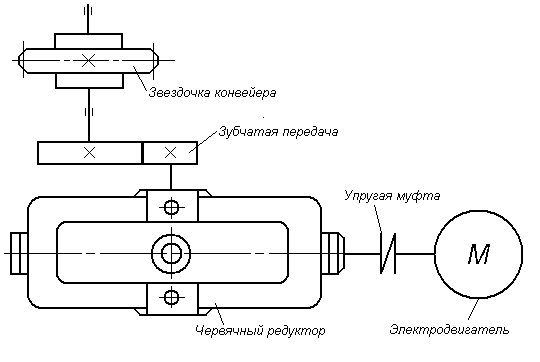 Звездочка конвейера
Зубчатая передача
Упругая муфта
М
Червячный редуктор
Электродвигатель